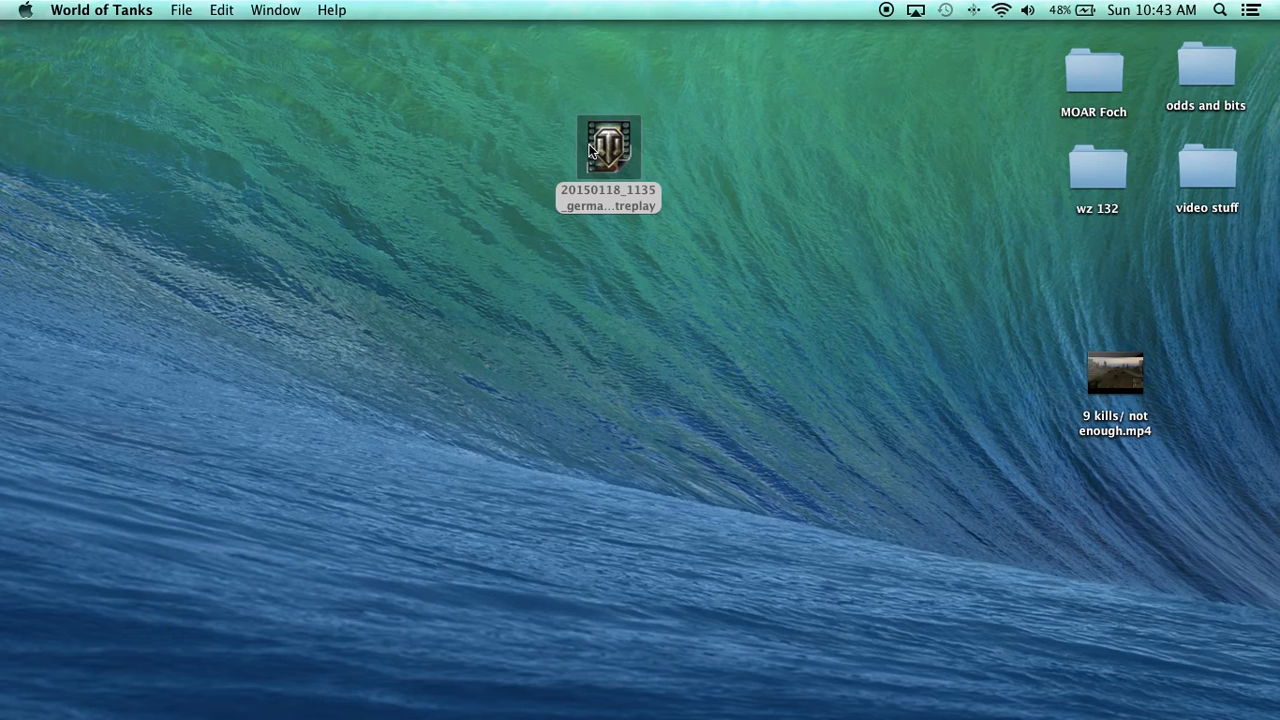 World of Tanks File Edit Window Help 48% Sun 10:43 AM
MOAR Foch
odds and bits
20150118_1135
_germa...treplay
wz 132
video stuff
9 kills/ not
enough.mp4